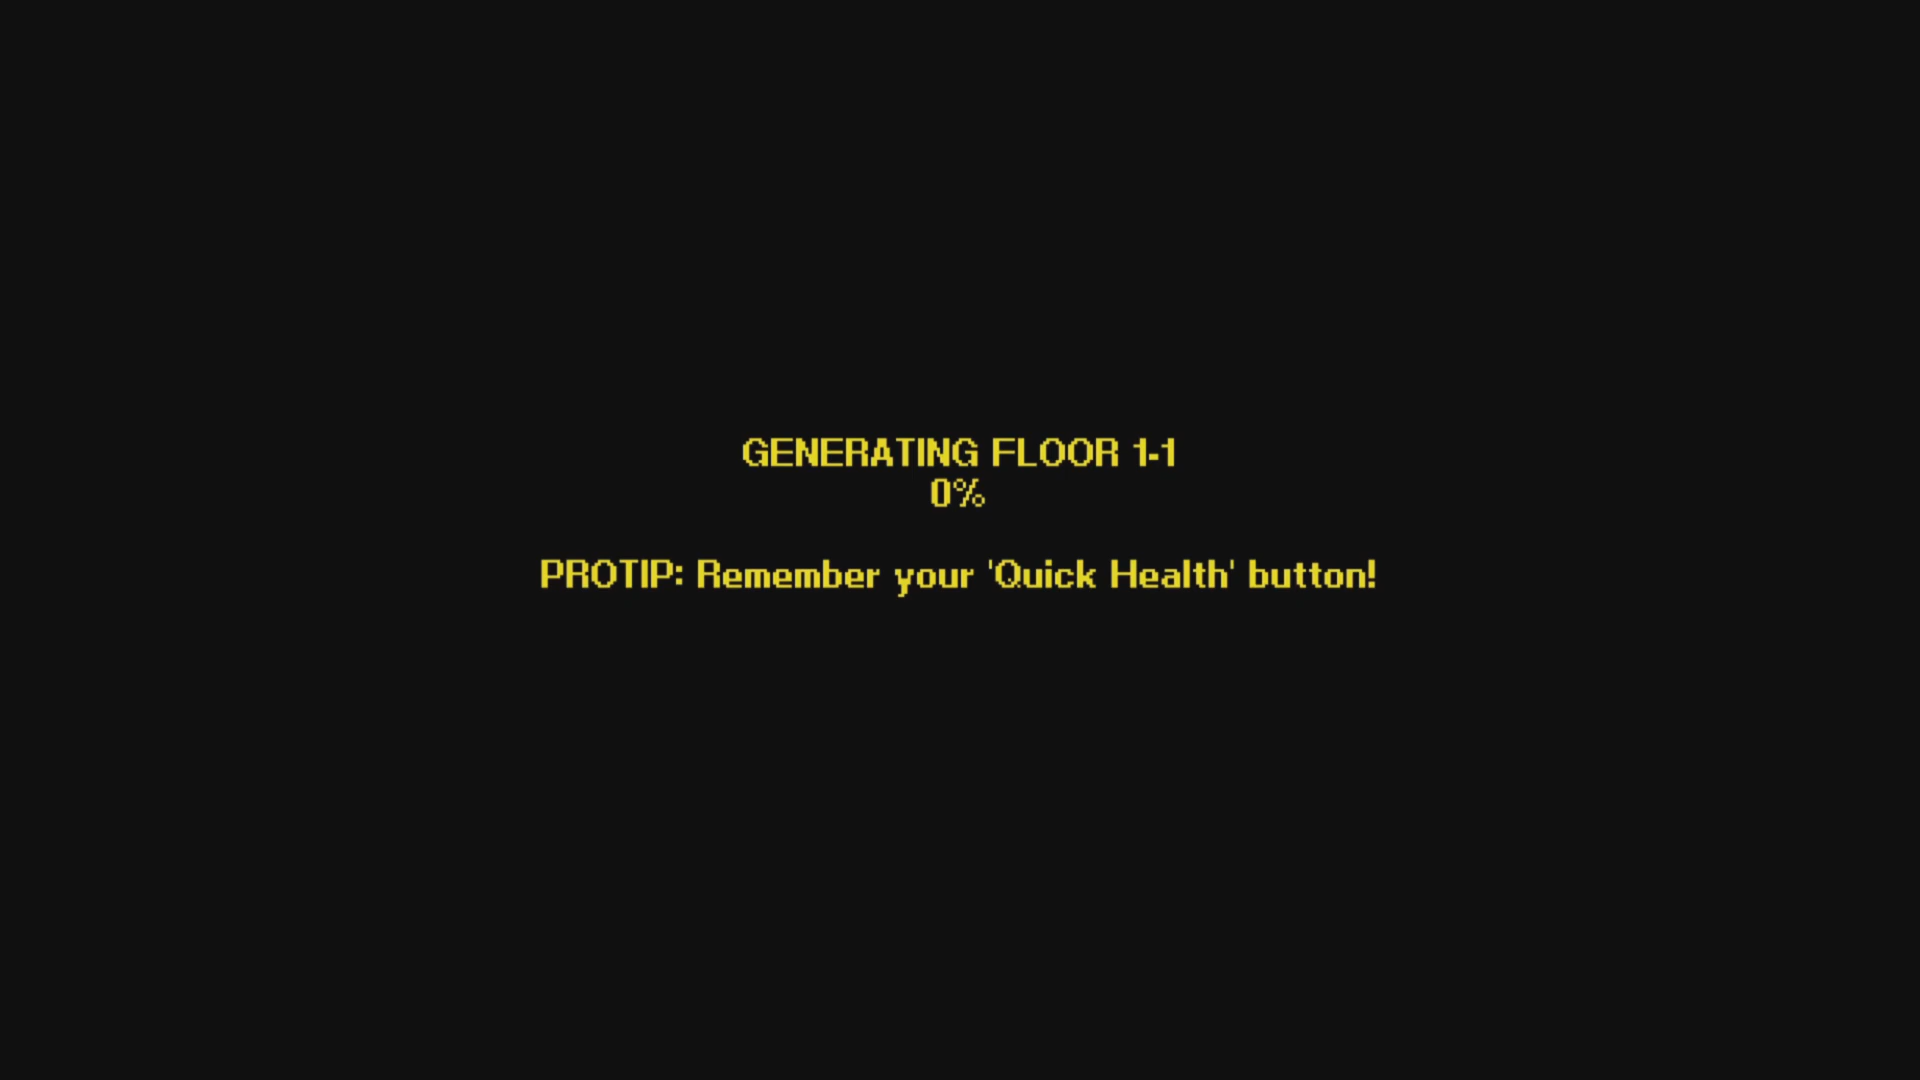 GENERATING FLOOR 1-1
0%
PROTIP: Remember your 'Quick Health' button!